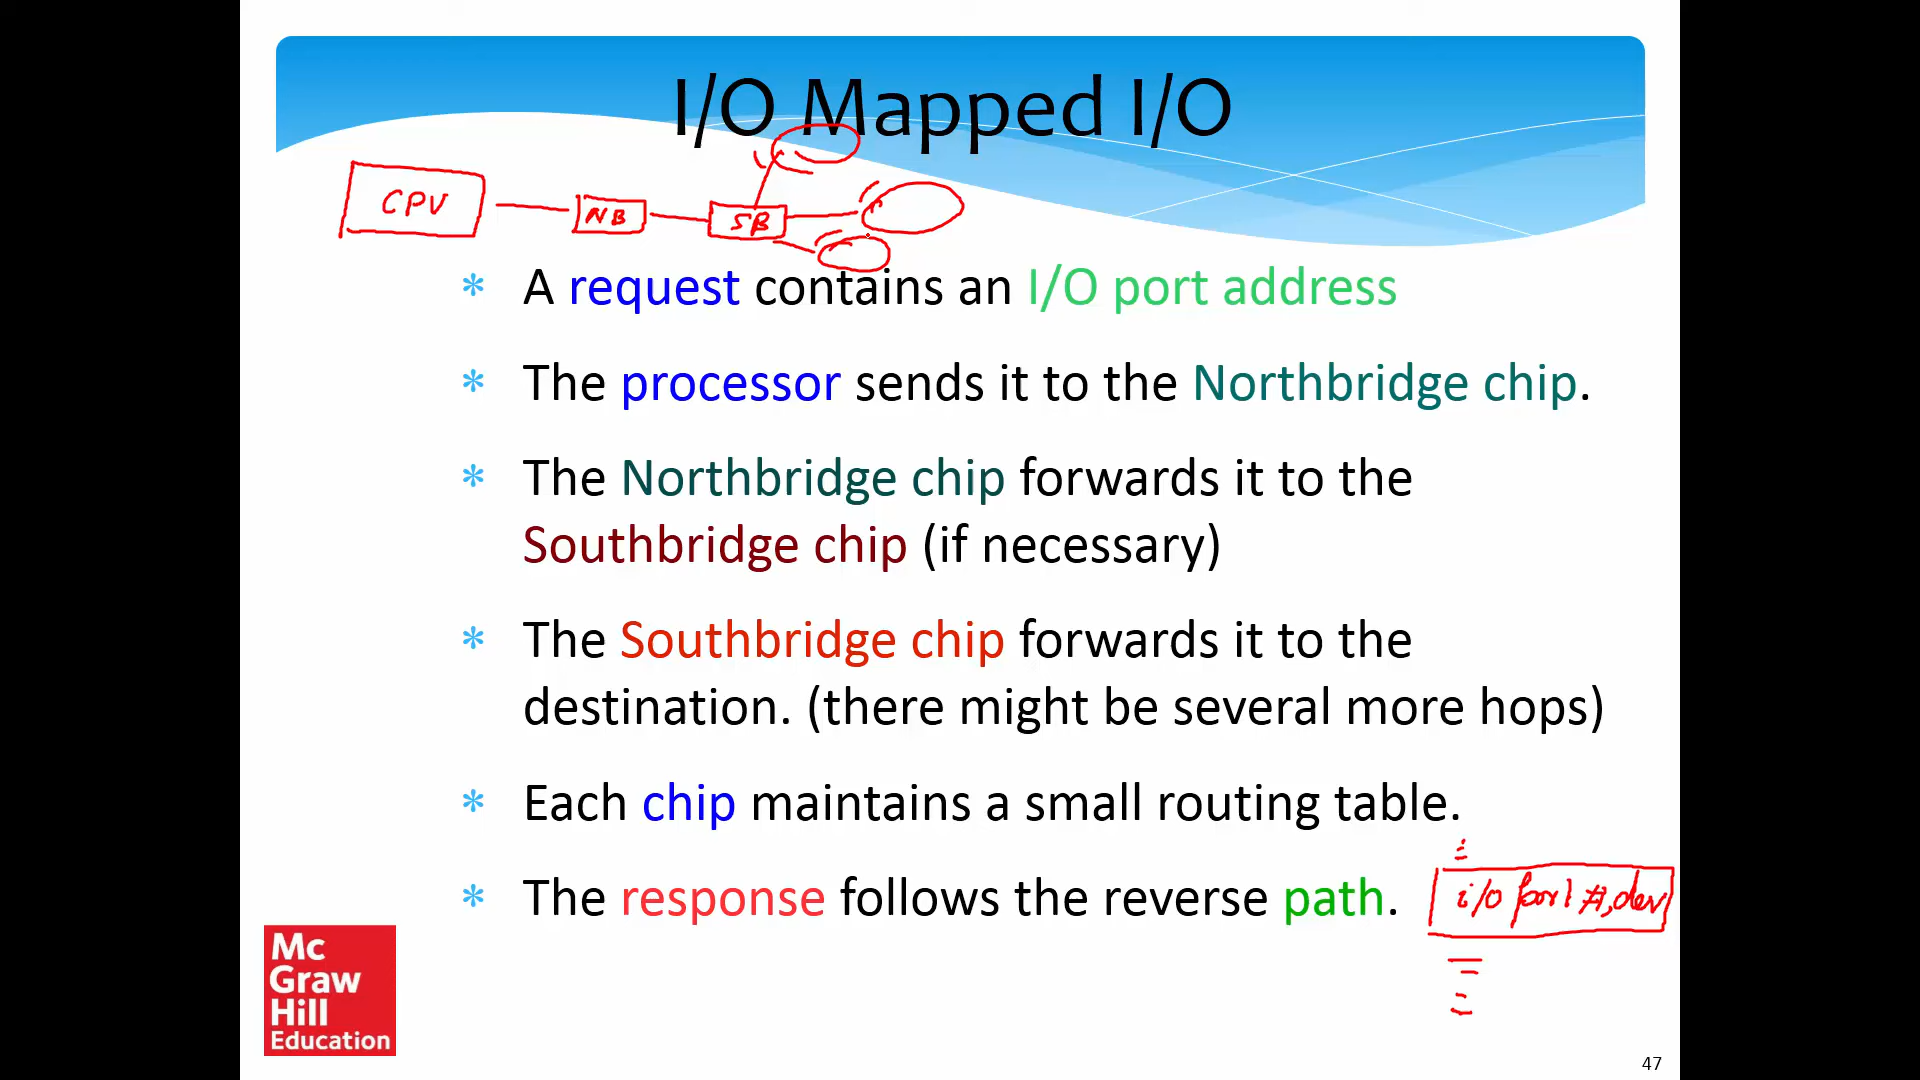 I/O Mapped I/O
CPU
NB
SB
* A request contains an I/O port address
* The processor sends it to the Northbridge chip.
* The Northbridge chip forwards it to the
Southbridge chip (if necessary)
* The Southbridge chip forwards it to the
destination. (there might be several more hops)
* Each chip maintains a small routing table.
* The response follows the reverse path.
i/o port #, dev
Mc
Graw
Hill
Education
47